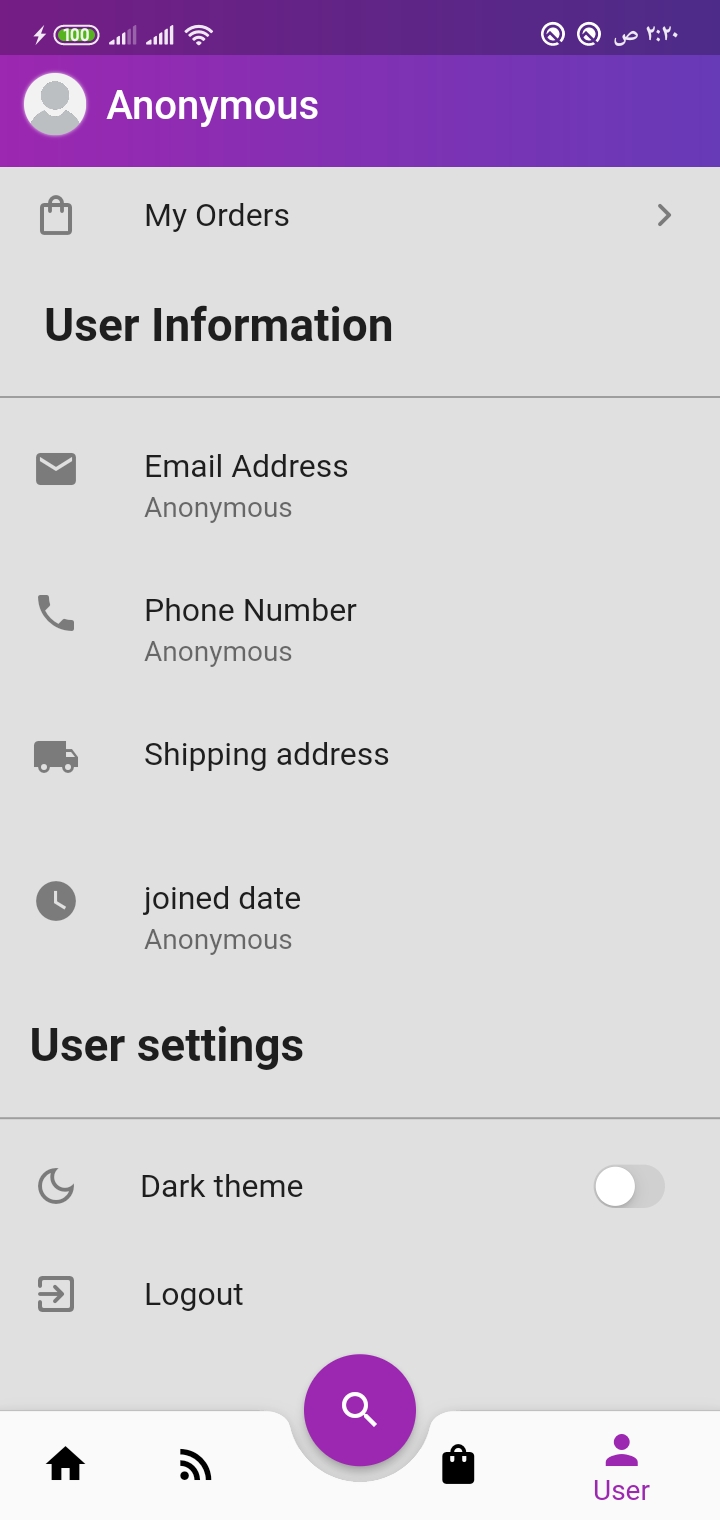 100
٢:٢٠ ص
Anonymous
My Orders
User Information
Email Address
Anonymous
Phone Number
Anonymous
Shipping address
joined date
Anonymous
User settings
Dark theme
Logout
User